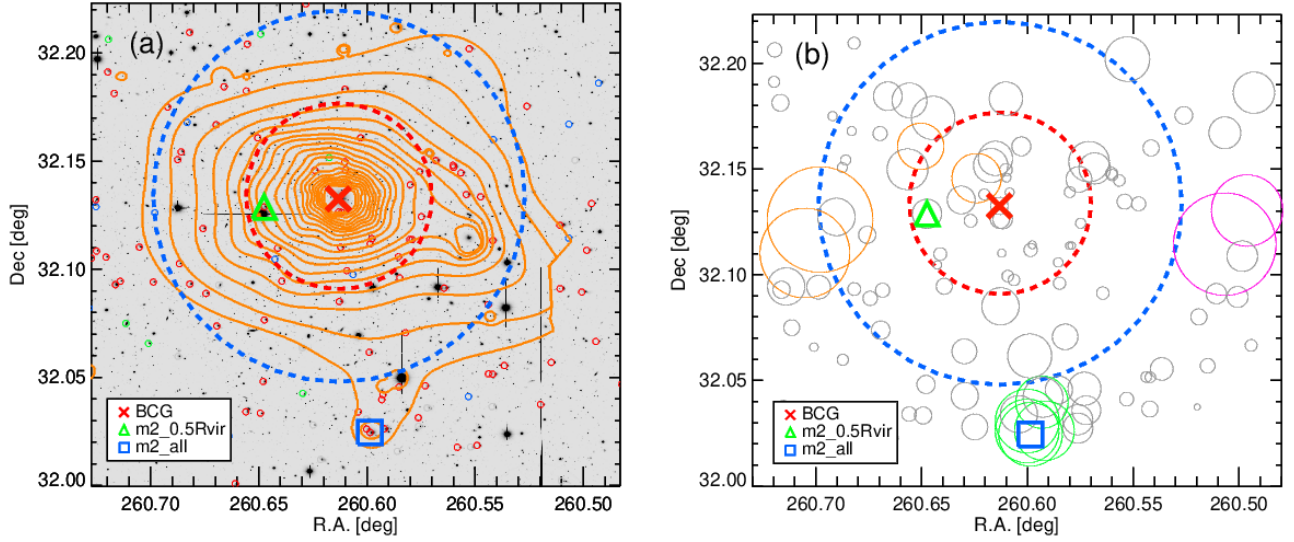 (a)
Dec [deg]
32.20
32.15
32.10
32.05
32.00
BCG
m2_0.5Rvir
m2_all
260.70 260.65 260.60 260.55 260.50
R.A. [deg]
(b)
Dec [deg]
32.20
32.15
32.10
32.05
32.00
BCG
m2_0.5Rvir
m2_all
260.70 260.65 260.60 260.55 260.50
R.A. [deg]